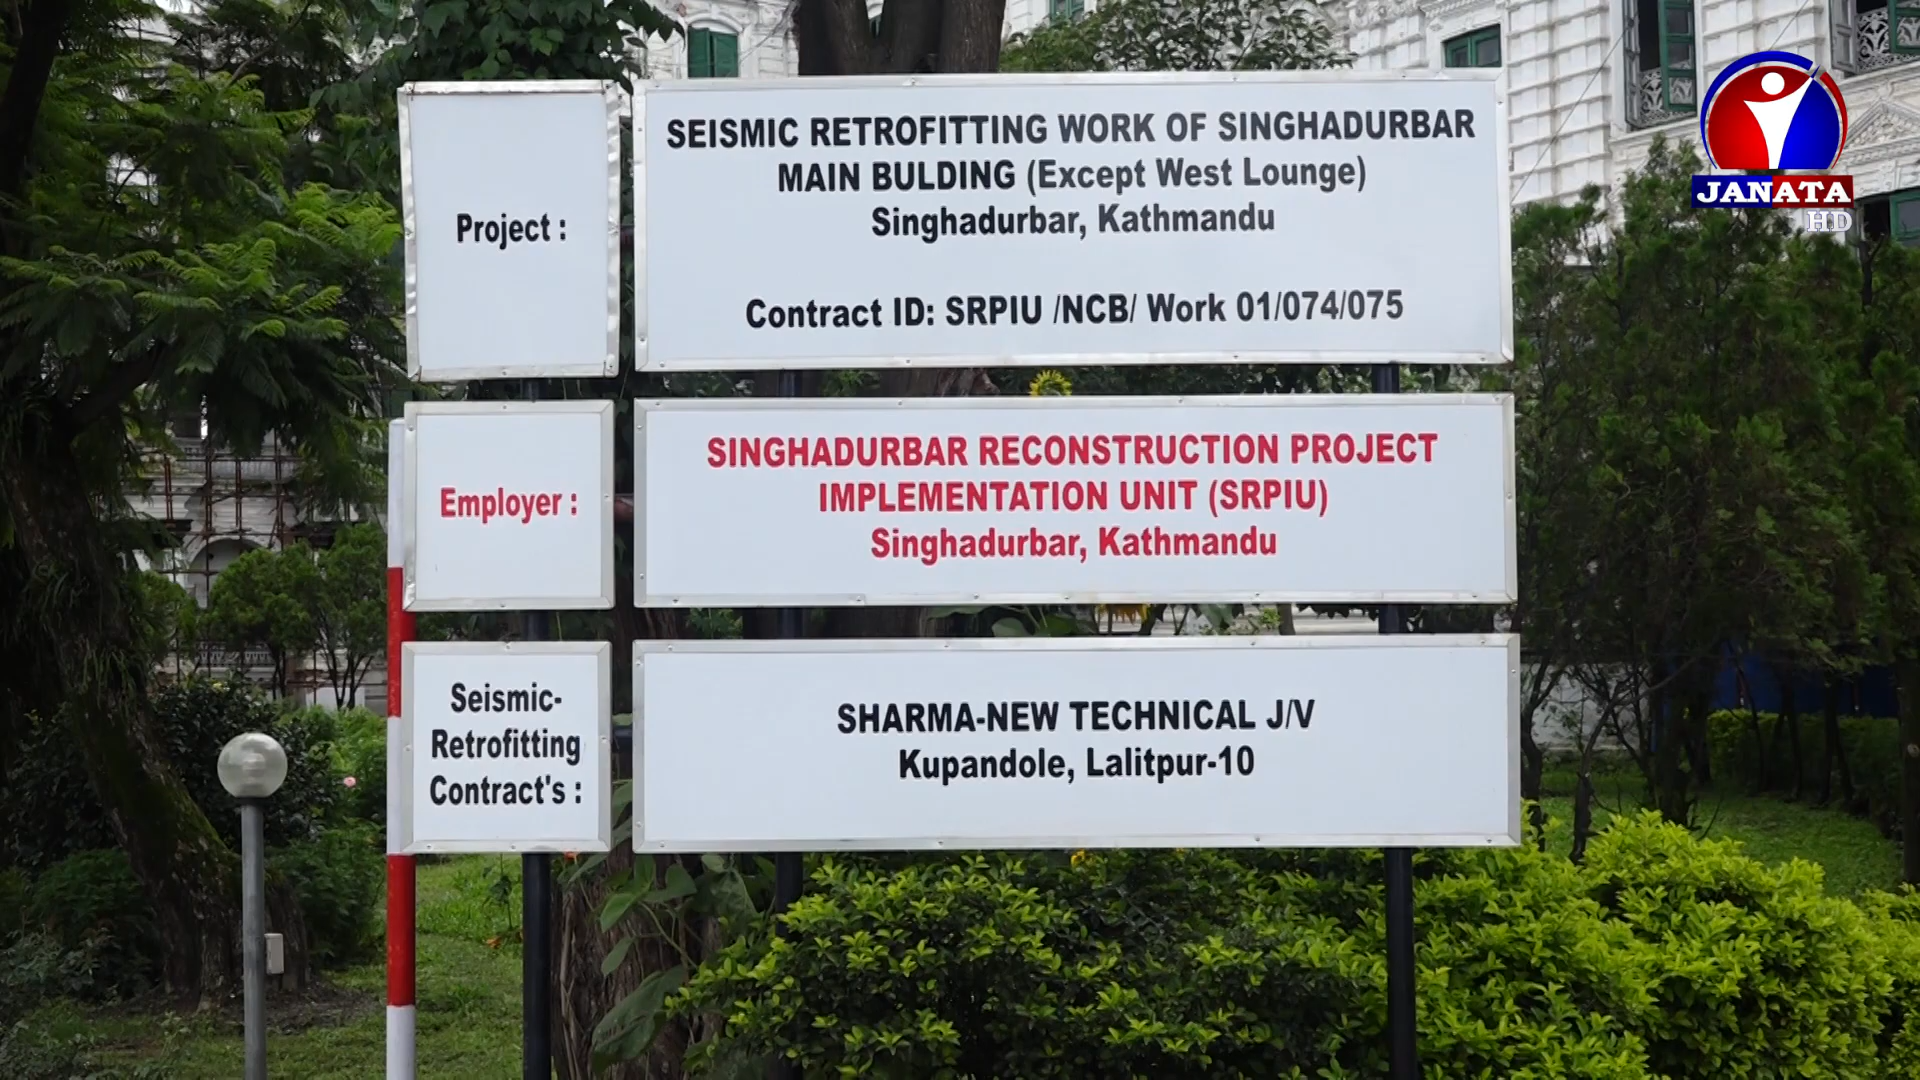 Project :
SEISMIC RETROFITTING WORK OF SINGHADURBAR
MAIN BULDING (Except West Lounge)
Singhadurbar, Kathmandu
Contract ID: SRPIU /NCB/ Work 01/074/075
Employer :
SINGHADURBAR RECONSTRUCTION PROJECT
IMPLEMENTATION UNIT (SRPIU)
Singhadurbar, Kathmandu
Seismic-
Retrofitting
Contract's :
SHARMA-NEW TECHNICAL J/V
Kupandole, Lalitpur-10
JANATA
HD